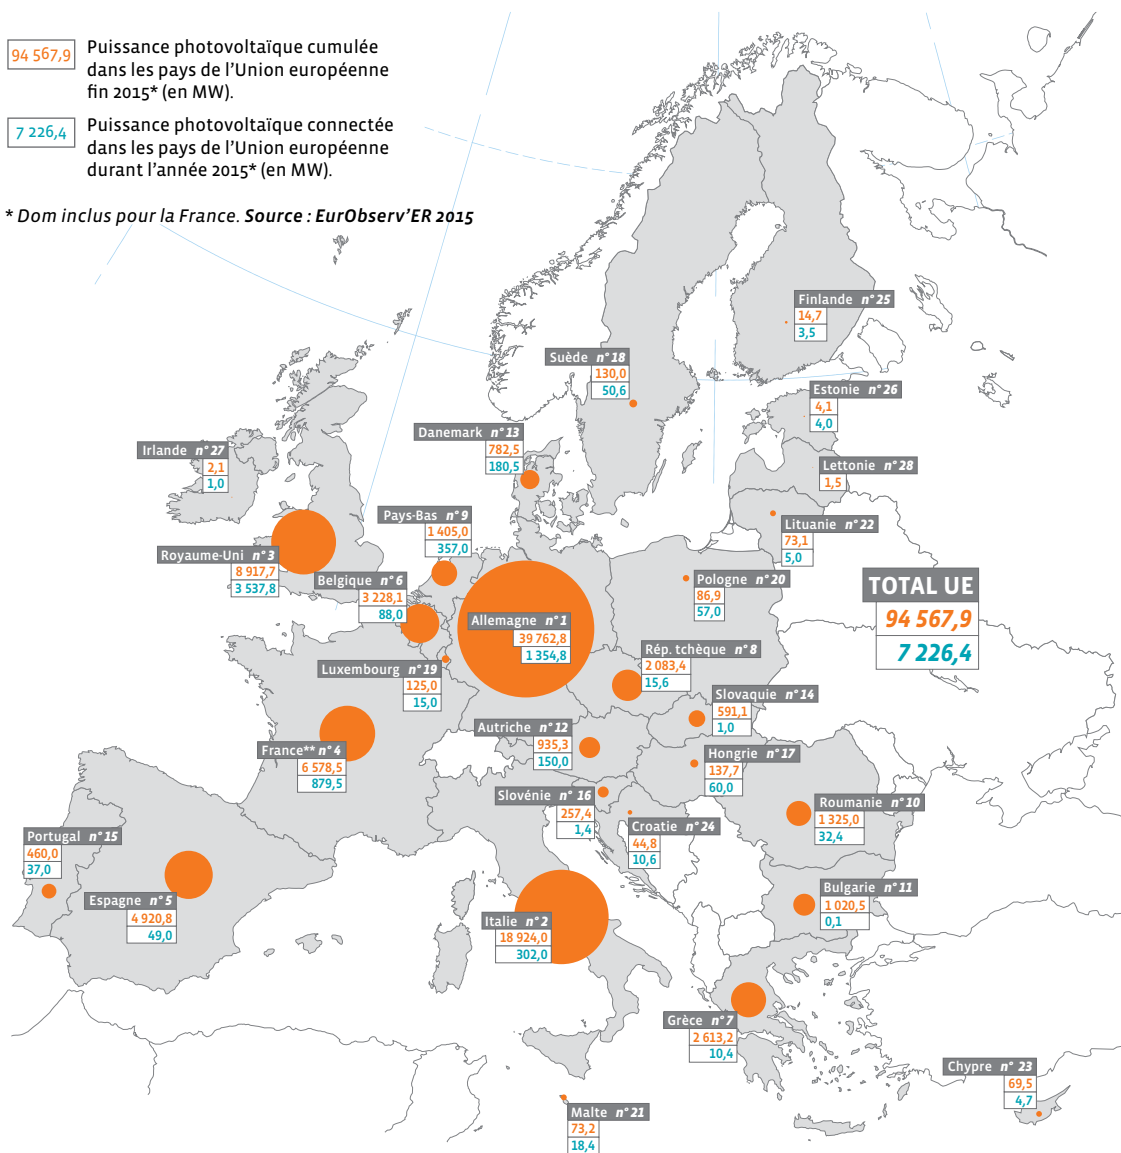 94 567,9
Puissance photovoltaïque cumulée
dans les pays de l'Union européenne
fin 2015* (en MW).
7 226,4
Puissance photovoltaïque connectée
dans les pays de l'Union européenne
durant l'année 2015* (en MW).
* Dom inclus pour la France. Source : EurObserv'ER 2015
Finlande n° 25
14,7
3,5
Suède n° 18
130,0
50,6
Estonie n° 26
4,1
4,0
Danemark n° 13
782,5
180,5
Irlande n° 27
2,1
1,0
Lettonie n° 28
1,5
Pays-Bas n° 9
1 405,0
357,0
Lituanie n° 22
73,1
5,0
Royaume-Uni n° 3
8 917,7
3 537,8
Belgique n° 6
3 228,1
88,0
Pologne n° 20
86,9
57,0
TOTAL UE
94 567,9
7 226,4
Allemagne n° 1
39 762,8
1 354,8
Rép. tchèque n° 8
2 083,4
15,6
Luxembourg n° 19
125,0
15,0
Slovaquie n° 14
591,1
1,0
Autriche n° 12
935,3
150,0
France** n° 4
6 578,5
879,5
Hongrie n° 17
137,7
60,0
Slovénie n° 16
257,4
1,4
Roumanie n° 10
1 325,0
32,4
Croatie n° 24
44,8
10,6
Portugal n° 15
460,0
37,0
Bulgarie n° 11
1 020,5
0,1
Espagne n° 5
4 920,8
49,0
Italie n° 2
18 924,0
302,0
Grèce n° 7
2 613,2
10,4
Chypre n° 23
69,5
4,7
Malte n° 21
73,2
18,4